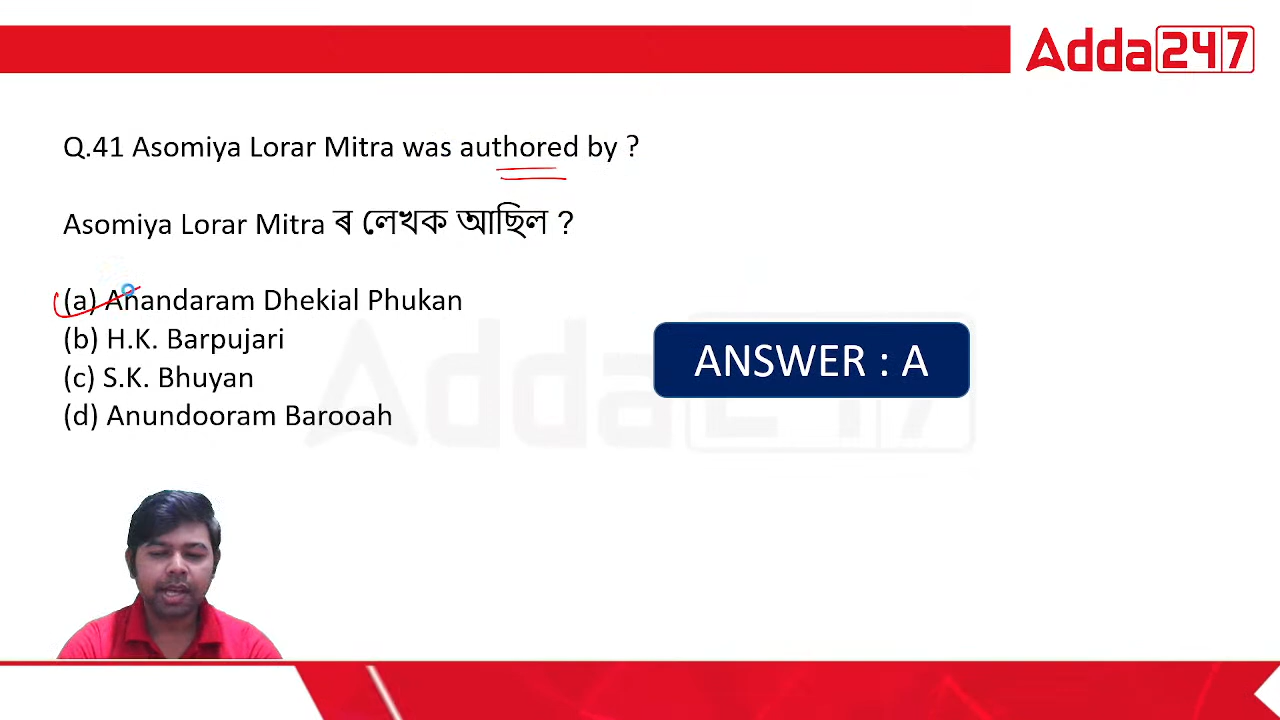 Adda247
Q.41 Asomiya Lorar Mitra was authored by ?
Asomiya Lorar Mitra ৰ লেখক আছিল ?
(a) Anandaram Dhekial Phukan
(b) H.K. Barpujari
(c) S.K. Bhuyan
(d) Anundooram Barooah
ANSWER : A
Adda247